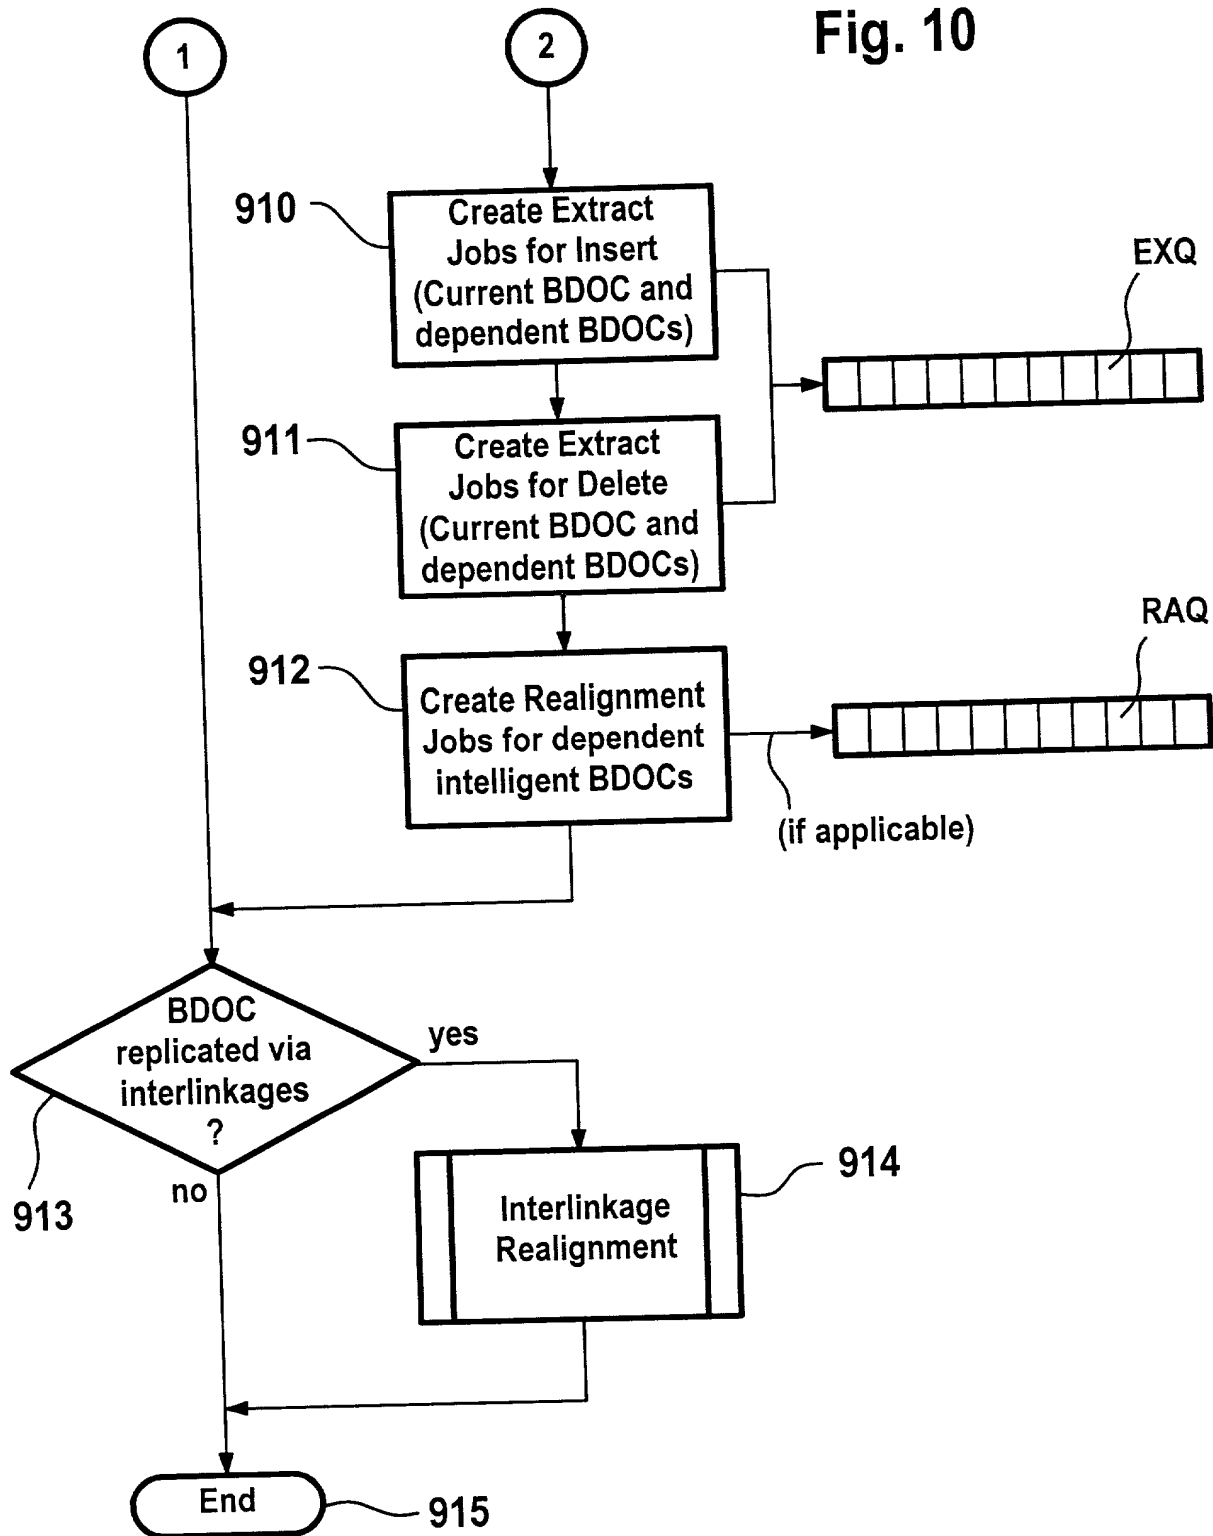 Fig. 10
1
2
910
Create Extract
Jobs for Insert
(Current BDOC and
dependent BDOCs)
EXQ
911
Create Extract
Jobs for Delete
(Current BDOC and
dependent BDOCs)
RAQ
912
Create Realignment
Jobs for dependent
intelligent BDOCs
(if applicable)
BDOC
replicated via
interlinkages
?
yes
no
913
914
Interlinkage
Realignment
End
915